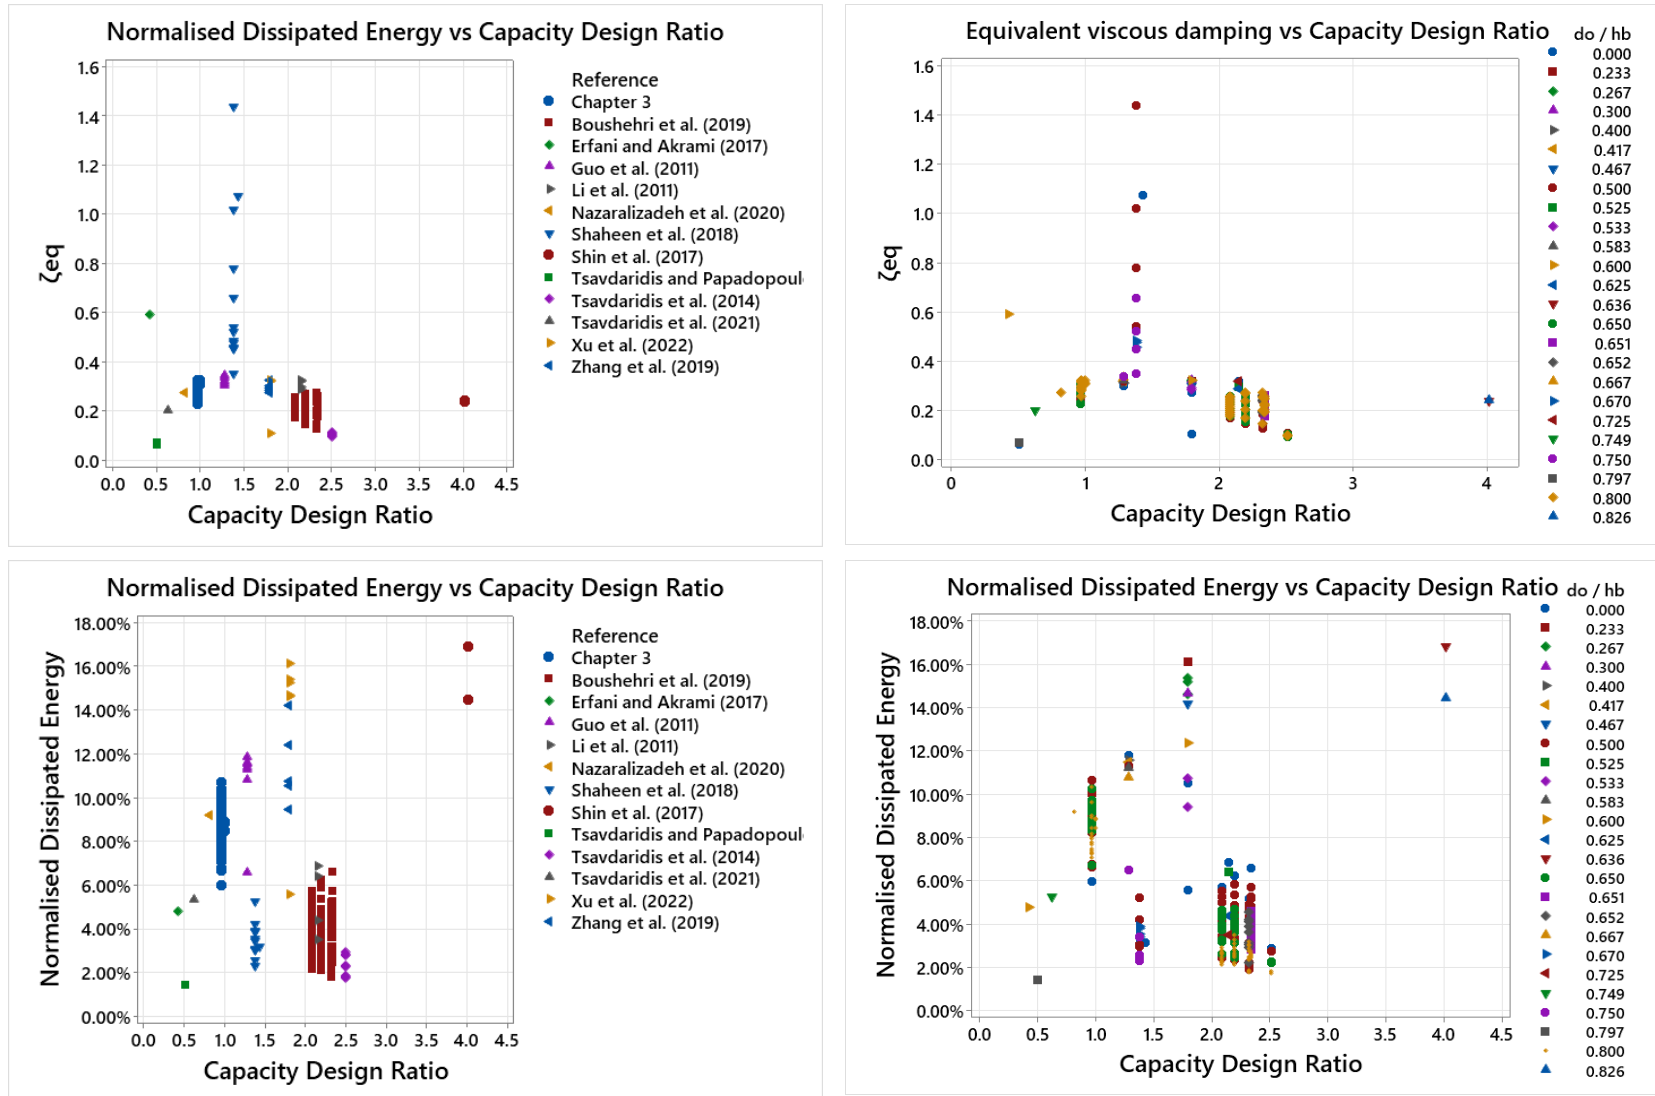 Normalised Dissipated Energy vs Capacity Design Ratio
1.6
1.4
1.2
1.0
0.8
0.6
0.4
0.2
0.0
ζeq
0.0 0.5 1.0 1.5 2.0 2.5 3.0 3.5 4.0 4.5
Capacity Design Ratio
Reference
Chapter 3
Boushehri et al. (2019)
Erfani and Akrami (2017)
Guo et al. (2011)
Li et al. (2011)
Nazaralizadeh et al. (2020)
Shaheen et al. (2018)
Shin et al. (2017)
Tsavdaridis and Papadopoul
Tsavdaridis et al. (2014)
Tsavdaridis et al. (2021)
Xu et al. (2022)
Zhang et al. (2019)
Equivalent viscous damping vs Capacity Design Ratio
1.6
1.4
1.2
1.0
0.8
0.6
0.4
0.2
0.0
ζeq
0 1 2 3 4
Capacity Design Ratio
do / hb
0.000
0.233
0.267
0.300
0.400
0.417
0.467
0.500
0.525
0.533
0.583
0.600
0.625
0.636
0.650
0.651
0.652
0.667
0.670
0.725
0.749
0.750
0.797
0.800
0.826
Normalised Dissipated Energy vs Capacity Design Ratio
18.00%
16.00%
14.00%
12.00%
10.00%
8.00%
6.00%
4.00%
2.00%
0.00%
Normalised Dissipated Energy
0.0 0.5 1.0 1.5 2.0 2.5 3.0 3.5 4.0 4.5
Capacity Design Ratio
Reference
Chapter 3
Boushehri et al. (2019)
Erfani and Akrami (2017)
Guo et al. (2011)
Li et al. (2011)
Nazaralizadeh et al. (2020)
Shaheen et al. (2018)
Shin et al. (2017)
Tsavdaridis and Papadopoul
Tsavdaridis et al. (2014)
Tsavdaridis et al. (2021)
Xu et al. (2022)
Zhang et al. (2019)
Normalised Dissipated Energy vs Capacity Design Ratio
18.00%
16.00%
14.00%
12.00%
10.00%
8.00%
6.00%
4.00%
2.00%
0.00%
Normalised Dissipated Energy
0.0 0.5 1.0 1.5 2.0 2.5 3.0 3.5 4.0 4.5
Capacity Design Ratio
do / hb
0.000
0.233
0.267
0.300
0.400
0.417
0.467
0.500
0.525
0.533
0.583
0.600
0.625
0.636
0.650
0.651
0.652
0.667
0.670
0.725
0.749
0.750
0.797
0.800
0.826